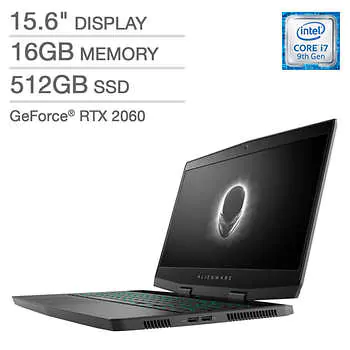 15.6" DISPLAY
16GB MEMORY
512GB SSD
GeForce® RTX 2060
intel
CORE i7
9th Gen
ALIENWARE